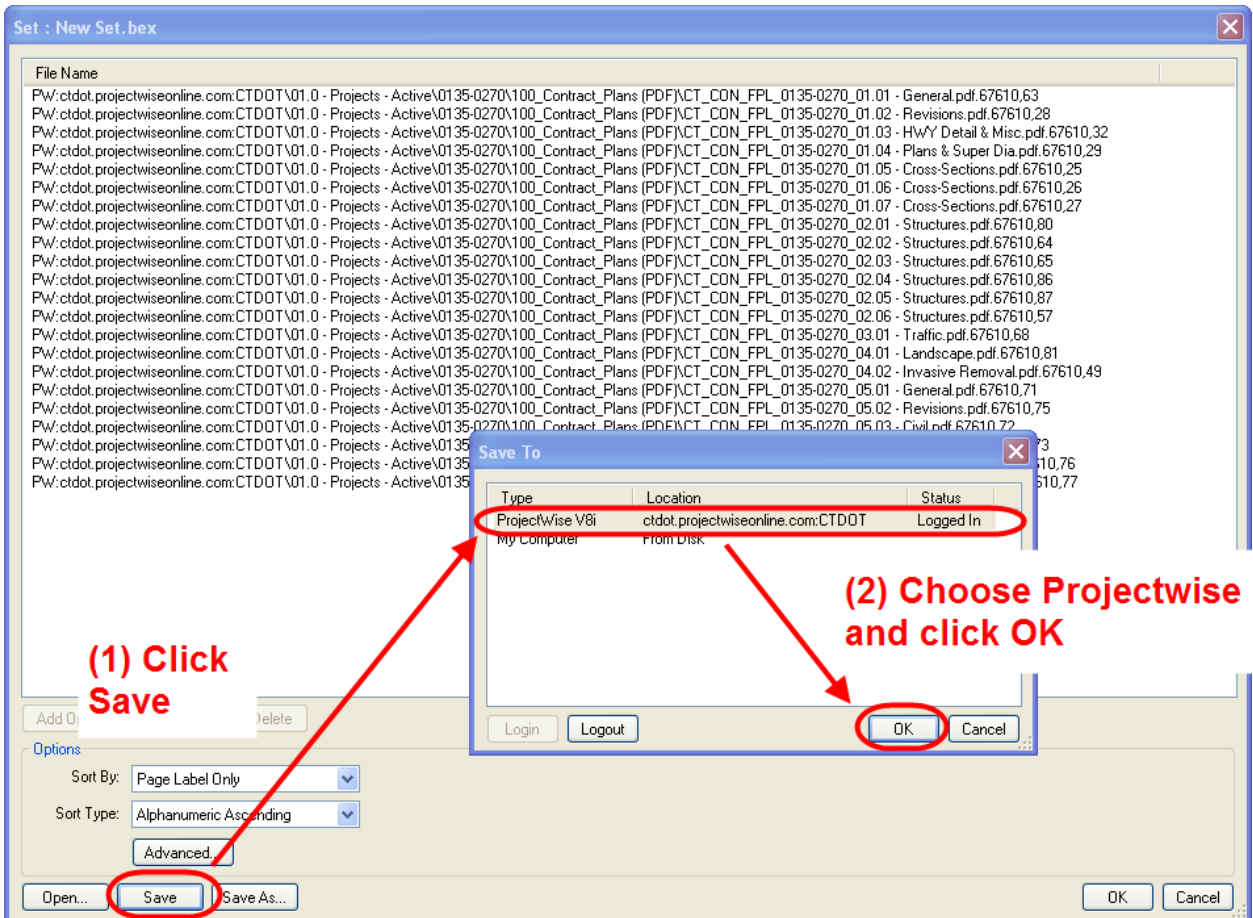 Set : New Set.bex
File Name
PW:ctdot.projectwiseonline.com:CTDOT\01.0 - Projects - Active\0135-0270\100_Contract_Plans (PDF)\CT_CON_FPL_0135-0270_01.01 - General.pdf.67610,63
PW:ctdot.projectwiseonline.com:CTDOT\01.0 - Projects - Active\0135-0270\100_Contract_Plans (PDF)\CT_CON_FPL_0135-0270_01.02 - Revisions.pdf.67610,28
PW:ctdot.projectwiseonline.com:CTDOT\01.0 - Projects - Active\0135-0270\100_Contract_Plans (PDF)\CT_CON_FPL_0135-0270_01.03 - HWY Detail & Misc.pdf.67610,32
PW:ctdot.projectwiseonline.com:CTDOT\01.0 - Projects - Active\0135-0270\100_Contract_Plans (PDF)\CT_CON_FPL_0135-0270_01.04 - Plans & Super Dia.pdf.67610,29
PW:ctdot.projectwiseonline.com:CTDOT\01.0 - Projects - Active\0135-0270\100_Contract_Plans (PDF)\CT_CON_FPL_0135-0270_01.05 - Cross-Sections.pdf.67610,25
PW:ctdot.projectwiseonline.com:CTDOT\01.0 - Projects - Active\0135-0270\100_Contract_Plans (PDF)\CT_CON_FPL_0135-0270_01.06 - Cross-Sections.pdf.67610,26
PW:ctdot.projectwiseonline.com:CTDOT\01.0 - Projects - Active\0135-0270\100_Contract_Plans (PDF)\CT_CON_FPL_0135-0270_01.07 - Cross-Sections.pdf.67610,27
PW:ctdot.projectwiseonline.com:CTDOT\01.0 - Projects - Active\0135-0270\100_Contract_Plans (PDF)\CT_CON_FPL_0135-0270_02.01 - Structures.pdf.67610,80
PW:ctdot.projectwiseonline.com:CTDOT\01.0 - Projects - Active\0135-0270\100_Contract_Plans (PDF)\CT_CON_FPL_0135-0270_02.02 - Structures.pdf.67610,64
PW:ctdot.projectwiseonline.com:CTDOT\01.0 - Projects - Active\0135-0270\100_Contract_Plans (PDF)\CT_CON_FPL_0135-0270_02.03 - Structures.pdf.67610,65
PW:ctdot.projectwiseonline.com:CTDOT\01.0 - Projects - Active\0135-0270\100_Contract_Plans (PDF)\CT_CON_FPL_0135-0270_02.04 - Structures.pdf.67610,86
PW:ctdot.projectwiseonline.com:CTDOT\01.0 - Projects - Active\0135-0270\100_Contract_Plans (PDF)\CT_CON_FPL_0135-0270_02.05 - Structures.pdf.67610,87
PW:ctdot.projectwiseonline.com:CTDOT\01.0 - Projects - Active\0135-0270\100_Contract_Plans (PDF)\CT_CON_FPL_0135-0270_02.06 - Structures.pdf.67610,57
PW:ctdot.projectwiseonline.com:CTDOT\01.0 - Projects - Active\0135-0270\100_Contract_Plans (PDF)\CT_CON_FPL_0135-0270_03.01 - Traffic.pdf.67610,68
PW:ctdot.projectwiseonline.com:CTDOT\01.0 - Projects - Active\0135-0270\100_Contract_Plans (PDF)\CT_CON_FPL_0135-0270_04.01 - Landscape.pdf.67610,81
PW:ctdot.projectwiseonline.com:CTDOT\01.0 - Projects - Active\0135-0270\100_Contract_Plans (PDF)\CT_CON_FPL_0135-0270_04.02 - Invasive Removal.pdf.67610,49
PW:ctdot.projectwiseonline.com:CTDOT\01.0 - Projects - Active\0135-0270\100_Contract_Plans (PDF)\CT_CON_FPL_0135-0270_05.01 - General.pdf.67610,71
PW:ctdot.projectwiseonline.com:CTDOT\01.0 - Projects - Active\0135-0270\100_Contract_Plans (PDF)\CT_CON_FPL_0135-0270_05.02 - Revisions.pdf.67610,75
PW:ctdot.projectwiseonline.com:CTDOT\01.0 - Projects - Active\0135-0270\100_Contract_Plans (PDF)\CT_CON_FPL_0135-0270_05.03 - Civil.pdf.67610,72
PW:ctdot.projectwiseonline.com:CTDOT\01.0 - Projects - Active\0135 73
PW:ctdot.projectwiseonline.com:CTDOT\01.0 - Projects - Active\0135 10,76
PW:ctdot.projectwiseonline.com:CTDOT\01.0 - Projects - Active\0135 610,77
Save To
Type Location Status
ProjectWise V8i ctdot.projectwiseonline.com:CTDOT Logged In
My Computer From Disk
(2) Choose Projectwise
and click OK
(1) Click
Save
Login Logout OK Cancel
Add Delete
Options
Sort By: Page Label Only
Sort Type: Alphanumeric Ascending
Advanced...
Open... Save Save As... OK Cancel